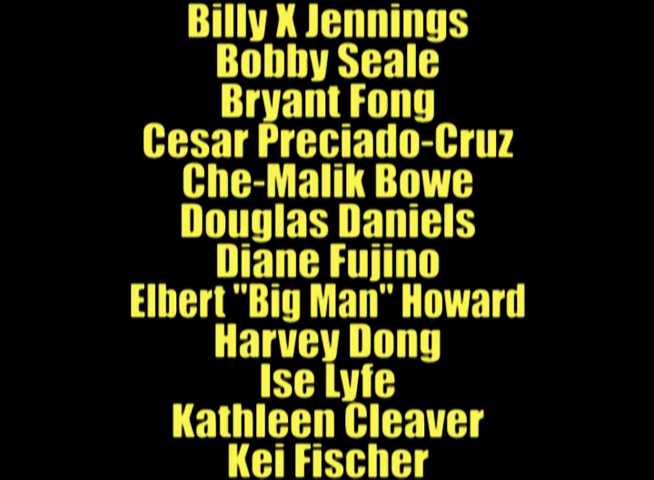 Billy X Jennings
Bobby Seale
Bryant Fong
Cesar Preciado-Cruz
Che-Malik Bowe
Douglas Daniels
Diane Fujino
Elbert "Big Man" Howard
Harvey Dong
Ise Lyfe
Kathleen Cleaver
Kei Fischer